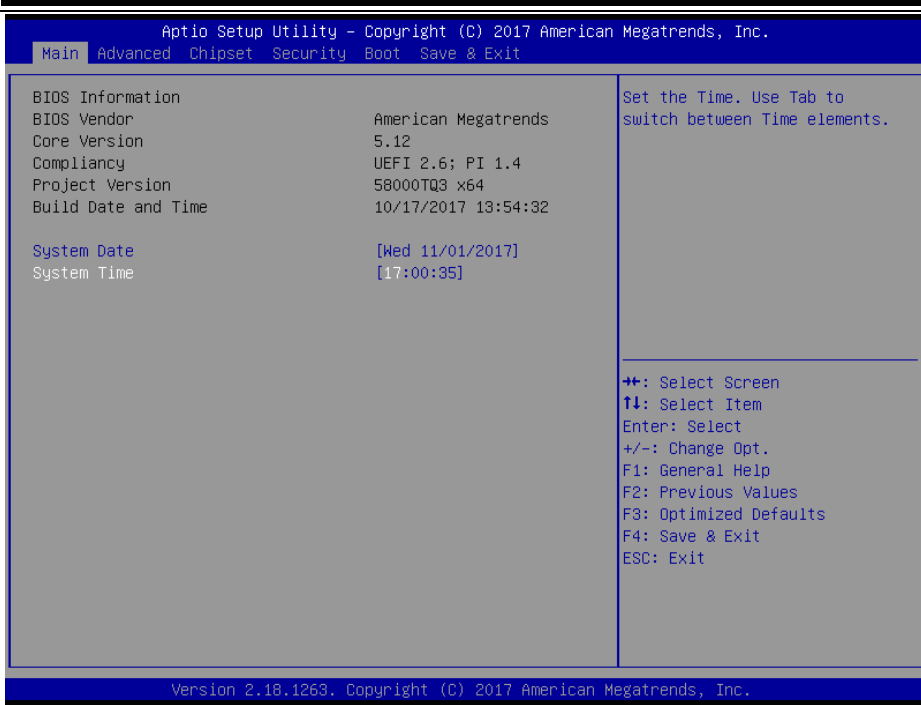 Aptio Setup Utility – Copyright (C) 2017 American Megatrends, Inc.
Main Advanced Chipset Security Boot Save & Exit
BIOS Information
BIOS Vendor American Megatrends
Core Version 5.12
Compliancy UEFI 2.6; PI 1.4
Project Version 58000TQ3 x64
Build Date and Time 10/17/2017 13:54:32
System Date [Wed 11/01/2017]
System Time [17:00:35]
Set the Time. Use Tab to
switch between Time elements.
→←: Select Screen
↑↓: Select Item
Enter: Select
+/-: Change Opt.
F1: General Help
F2: Previous Values
F3: Optimized Defaults
F4: Save & Exit
ESC: Exit
Version 2.18.1263. Copyright (C) 2017 American Megatrends, Inc.